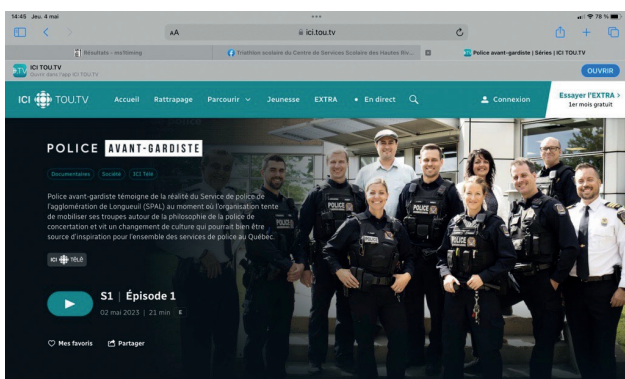 14:45 Jeu. 4 mai
78 %
AA
ici.tou.tv
Résultats - ms1timing
Triathlon scolaire du Centre de Services Scolaire des Hautes Riv...
Police avant-gardiste | Séries | ICI TOU.TV
ICI TOU.TV
Ouvrir dans l'app ICI TOU.TV
OUVRIR
ICI TOU.TV
Accueil
Rattrapage
Parcourir
Jeunesse
EXTRA
En direct
Connexion
Essayer l'EXTRA >
1er mois gratuit
POLICE AVANT-GARDISTE
Documentaires
Société
ICI Télé
Police avant-gardiste témoigne de la réalité du Service de police de
l'agglomération de Longueuil (SPAL) au moment où l'organisation tente
de mobiliser ses troupes autour de la philosophie de la police de
concertation et vit un changement de culture qui pourrait bien être
source d'inspiration pour l'ensemble des services de police au Québec.
ICI TÉLÉ
S1 | Épisode 1
02 mai 2023 | 21 min E
Mes favoris
Partager
POLICE
POLICE
POLICE